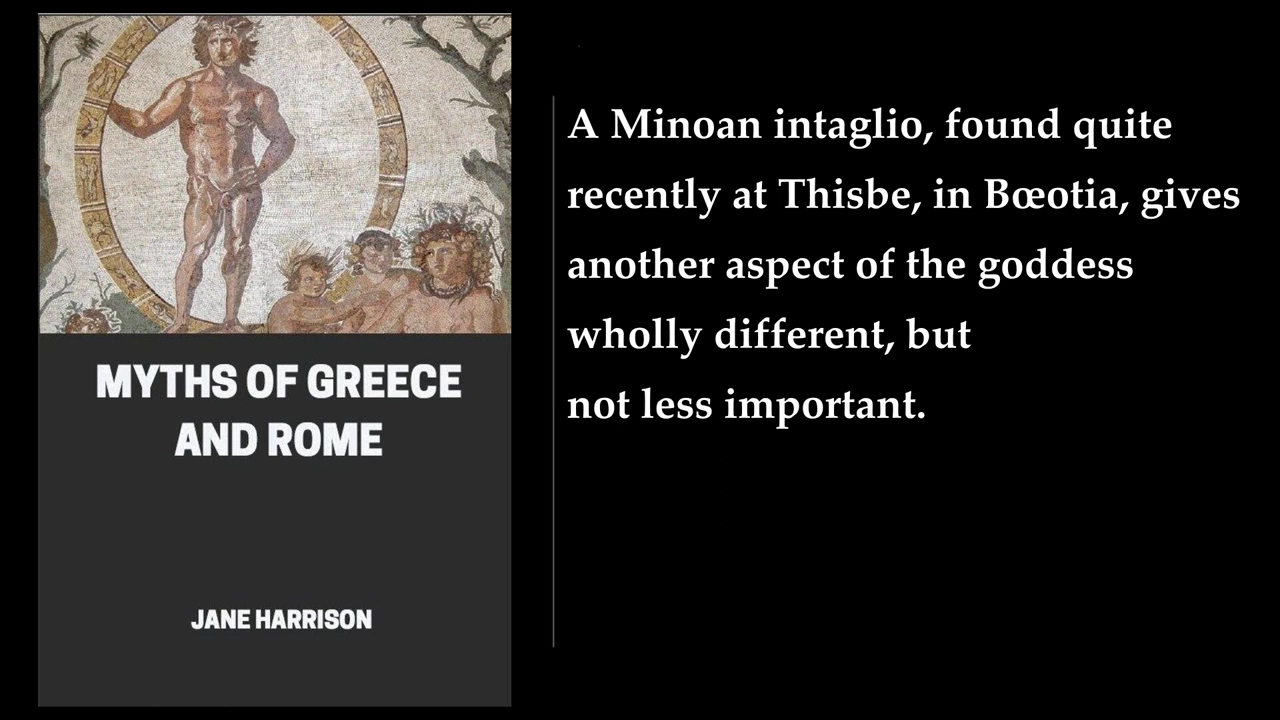 MYTHS OF GREECE
AND ROME
JANE HARRISON
A Minoan intaglio, found quite
recently at Thisbe, in Bœotia, gives
another aspect of the goddess
wholly different, but
not less important.